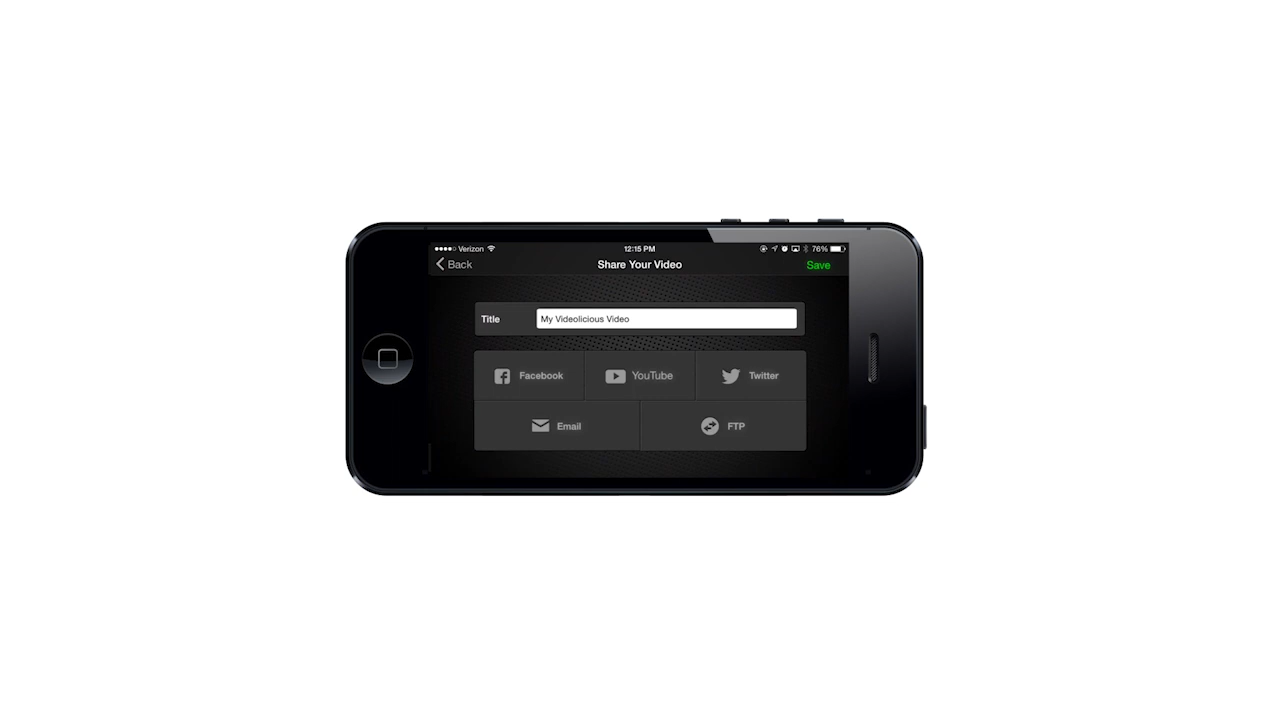 Verizon 12:15 PM 76%
Back Share Your Video Save
Title My Videolicious Video
Facebook YouTube Twitter
Email FTP